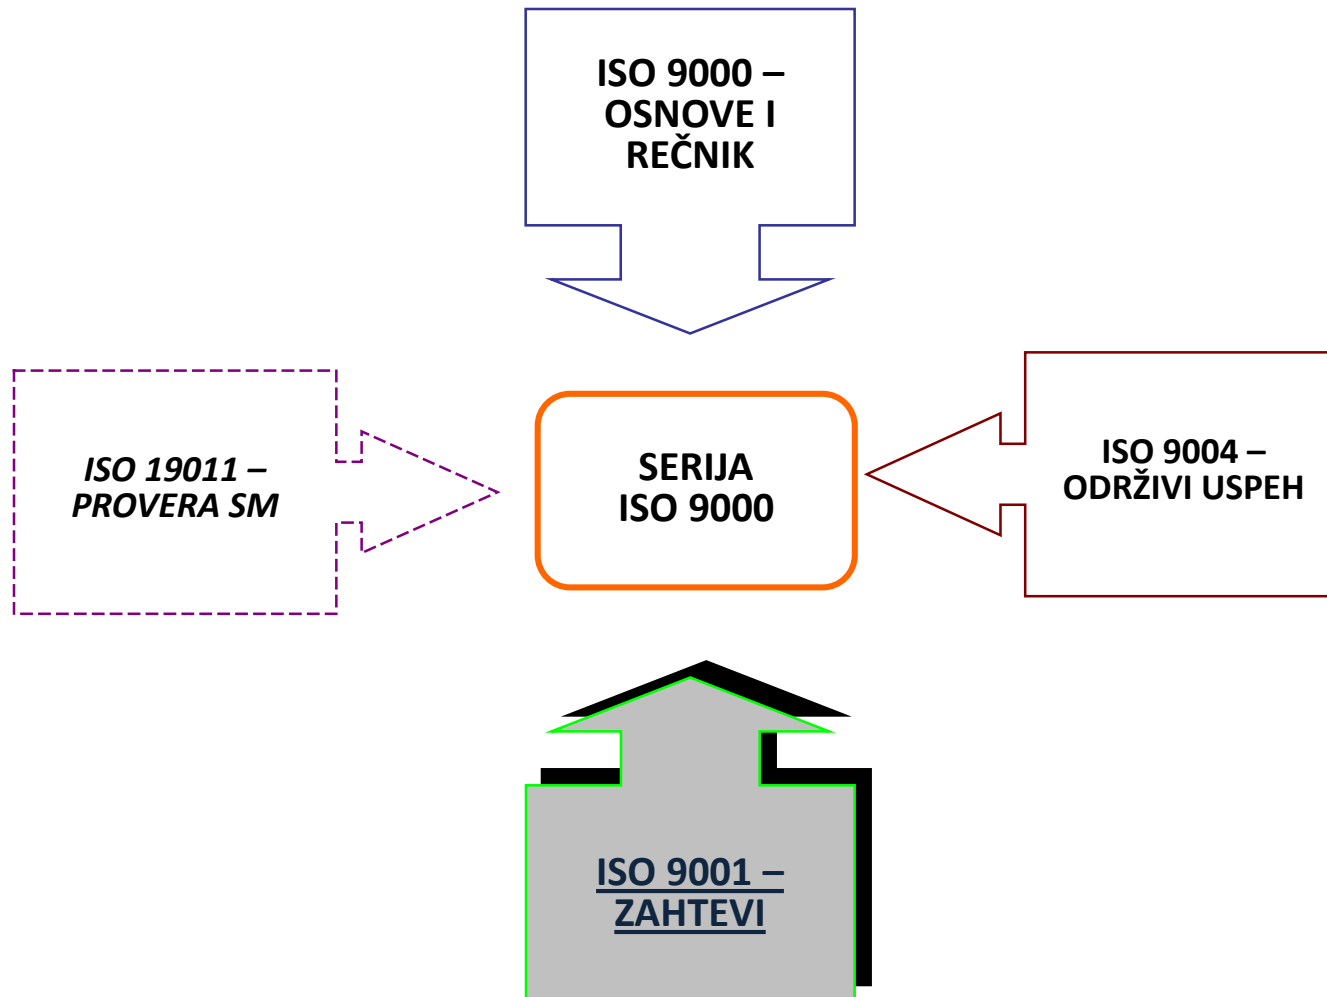 ISO 9000 –
OSNOVE I
REČNIK
ISO 19011 –
PROVERA SM
SERIJA
ISO 9000
ISO 9004 –
ODRŽIVI USPEH
ISO 9001 –
ZAHTEVI